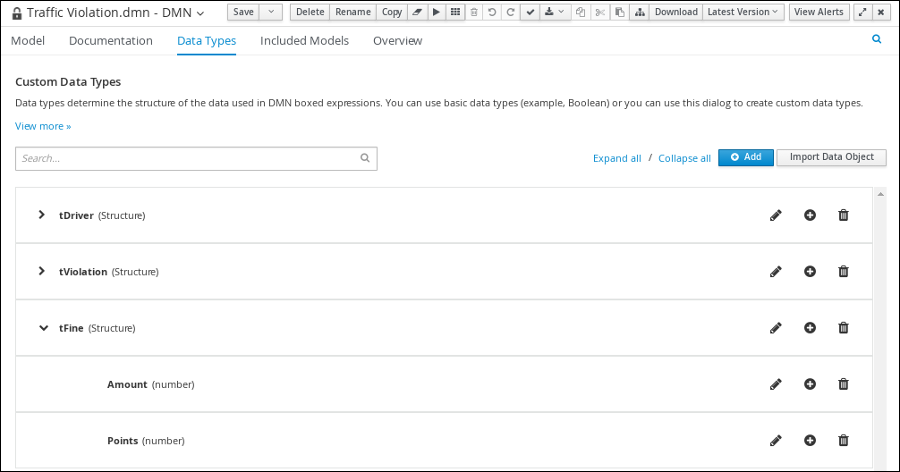 Traffic Violation.dmn - DMN
Save Delete Rename Copy Download Latest Version View Alerts
Model Documentation Data Types Included Models Overview
Custom Data Types
Data types determine the structure of the data used in DMN boxed expressions. You can use basic data types (example, Boolean) or you can use this dialog to create custom data types.
View more »
Search...
Expand all / Collapse all Add Import Data Object
tDriver (Structure)
tViolation (Structure)
tFine (Structure)
Amount (number)
Points (number)